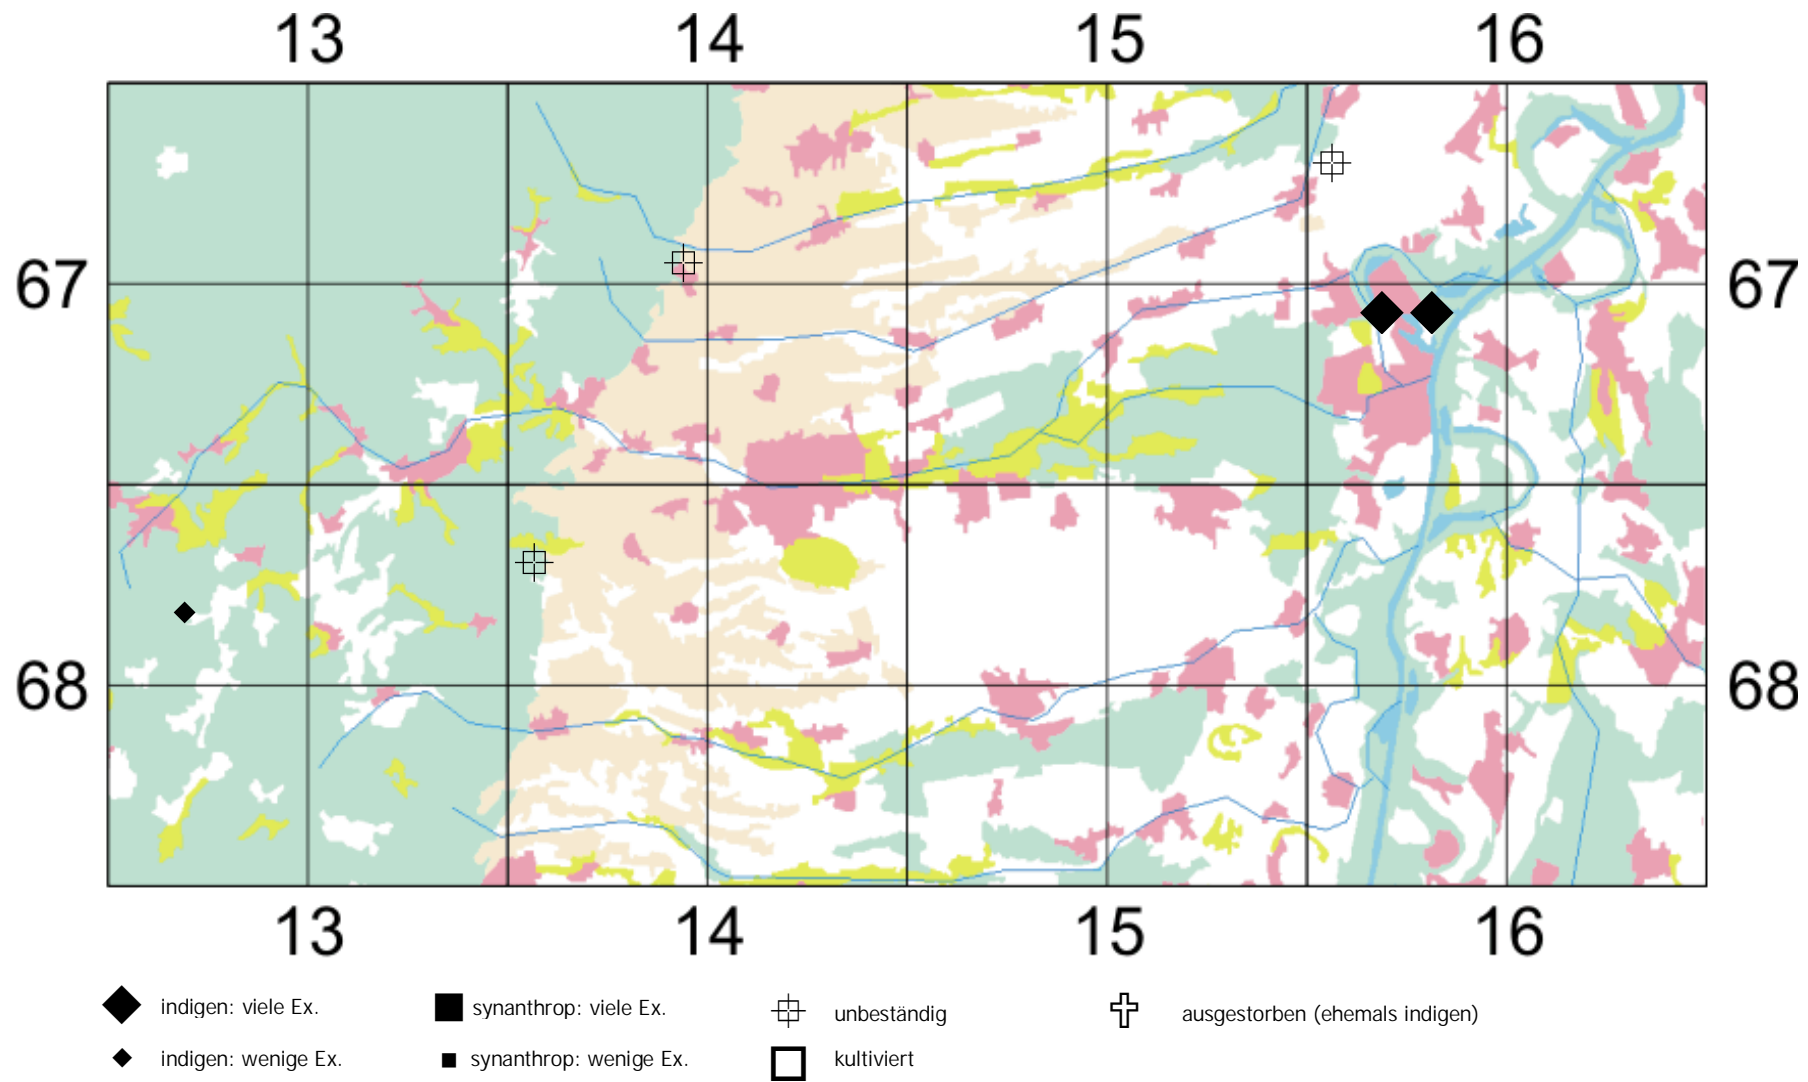 13 14 15 16
67 67
68 68
13 14 15 16
indigen: viele Ex. synanthrop: viele Ex. unbeständig ausgestorben (ehemals indigen)
indigen: wenige Ex. synanthrop: wenige Ex. kultiviert